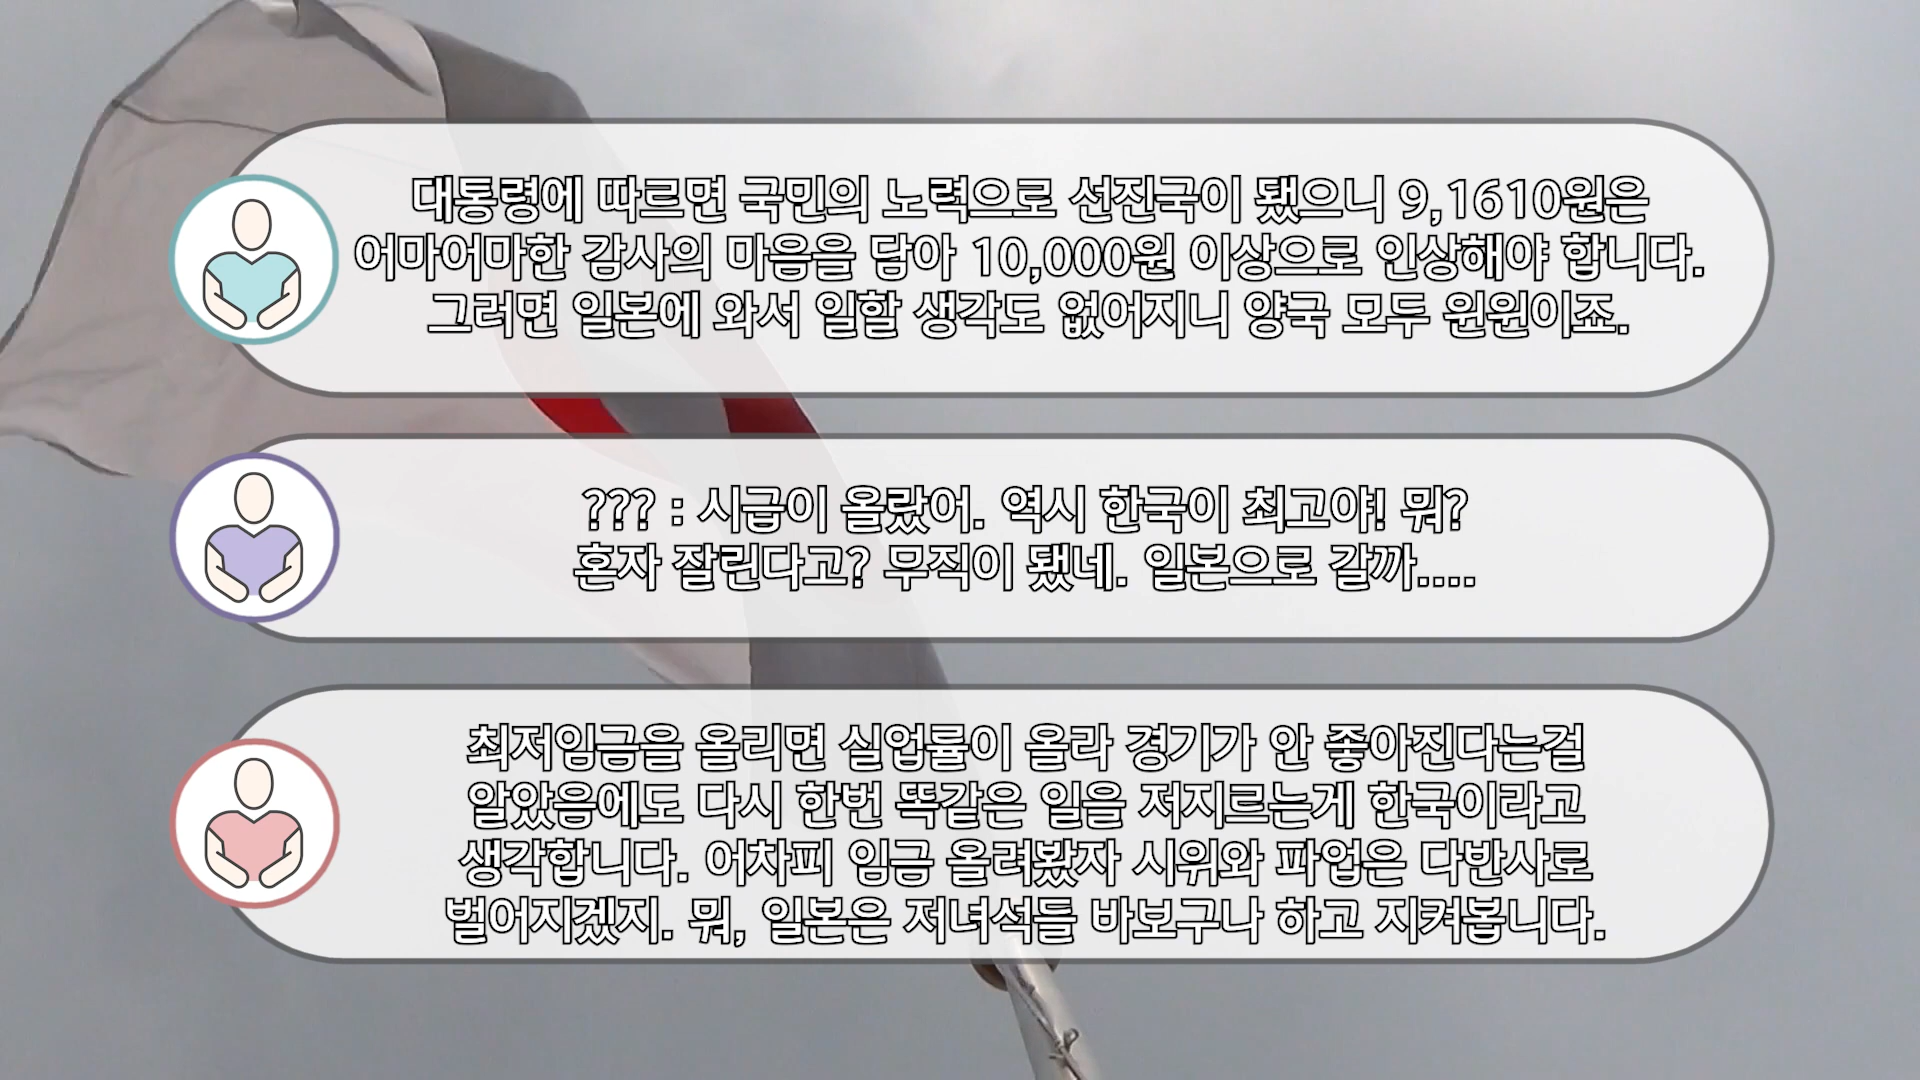 대통령에 따르면 국민의 노력으로 선진국이 됐으니 9,1610원은
어마어마한 감사의 마음을 담아 10,000원 이상으로 인상해야 합니다.
그러면 일본에 와서 일할 생각도 없어지니 양국 모두 윈윈이죠.
??? : 시급이 올랐어. 역시 한국이 최고야! 뭐?
혼자 잘린다고? 무직이 됐네. 일본으로 갈까....
최저임금을 올리면 실업률이 올라 경기가 안 좋아진다는걸
알았음에도 다시 한번 똑같은 일을 저지르는게 한국이라고
생각합니다. 어차피 임금 올려봤자 시위와 파업은 다반사로
벌어지겠지. 뭐, 일본은 저녀석들 바보구나 하고 지켜봅니다.